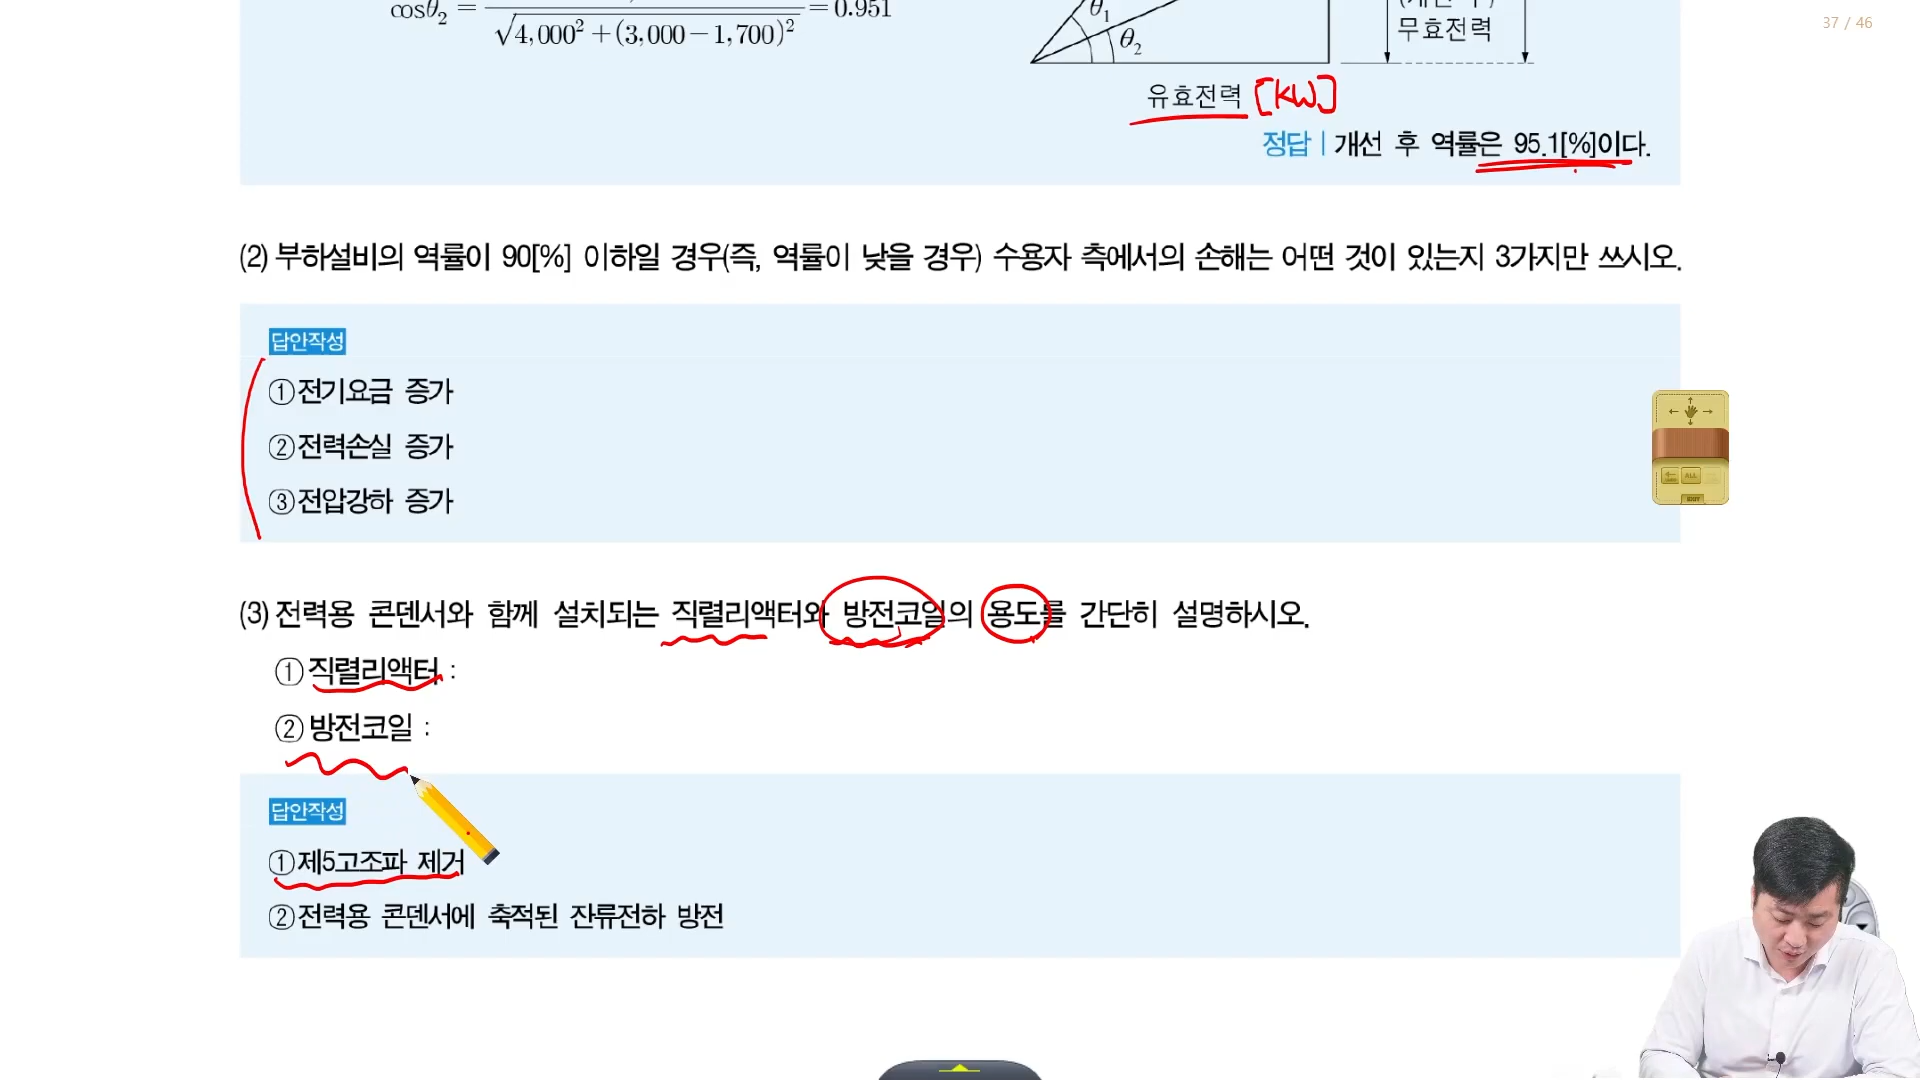 37 / 46
cosθ₂ = / √4,000² + (3,000 − 1,700)² = 0.951
θ₁
θ₂
무효전력
유효전력 [kW]
정답 | 개선 후 역률은 95.1[%]이다.
(2) 부하설비의 역률이 90[%] 이하일 경우(즉, 역률이 낮을 경우) 수용자 측에서의 손해는 어떤 것이 있는지 3가지만 쓰시오.
답안작성
① 전기요금 증가
② 전력손실 증가
③ 전압강하 증가
ALL
EXIT
(3) 전력용 콘덴서와 함께 설치되는 직렬리액터와 방전코일의 용도를 간단히 설명하시오.
① 직렬리액터 :
② 방전코일 :
답안작성
① 제5고조파 제거
② 전력용 콘덴서에 축적된 잔류전하 방전